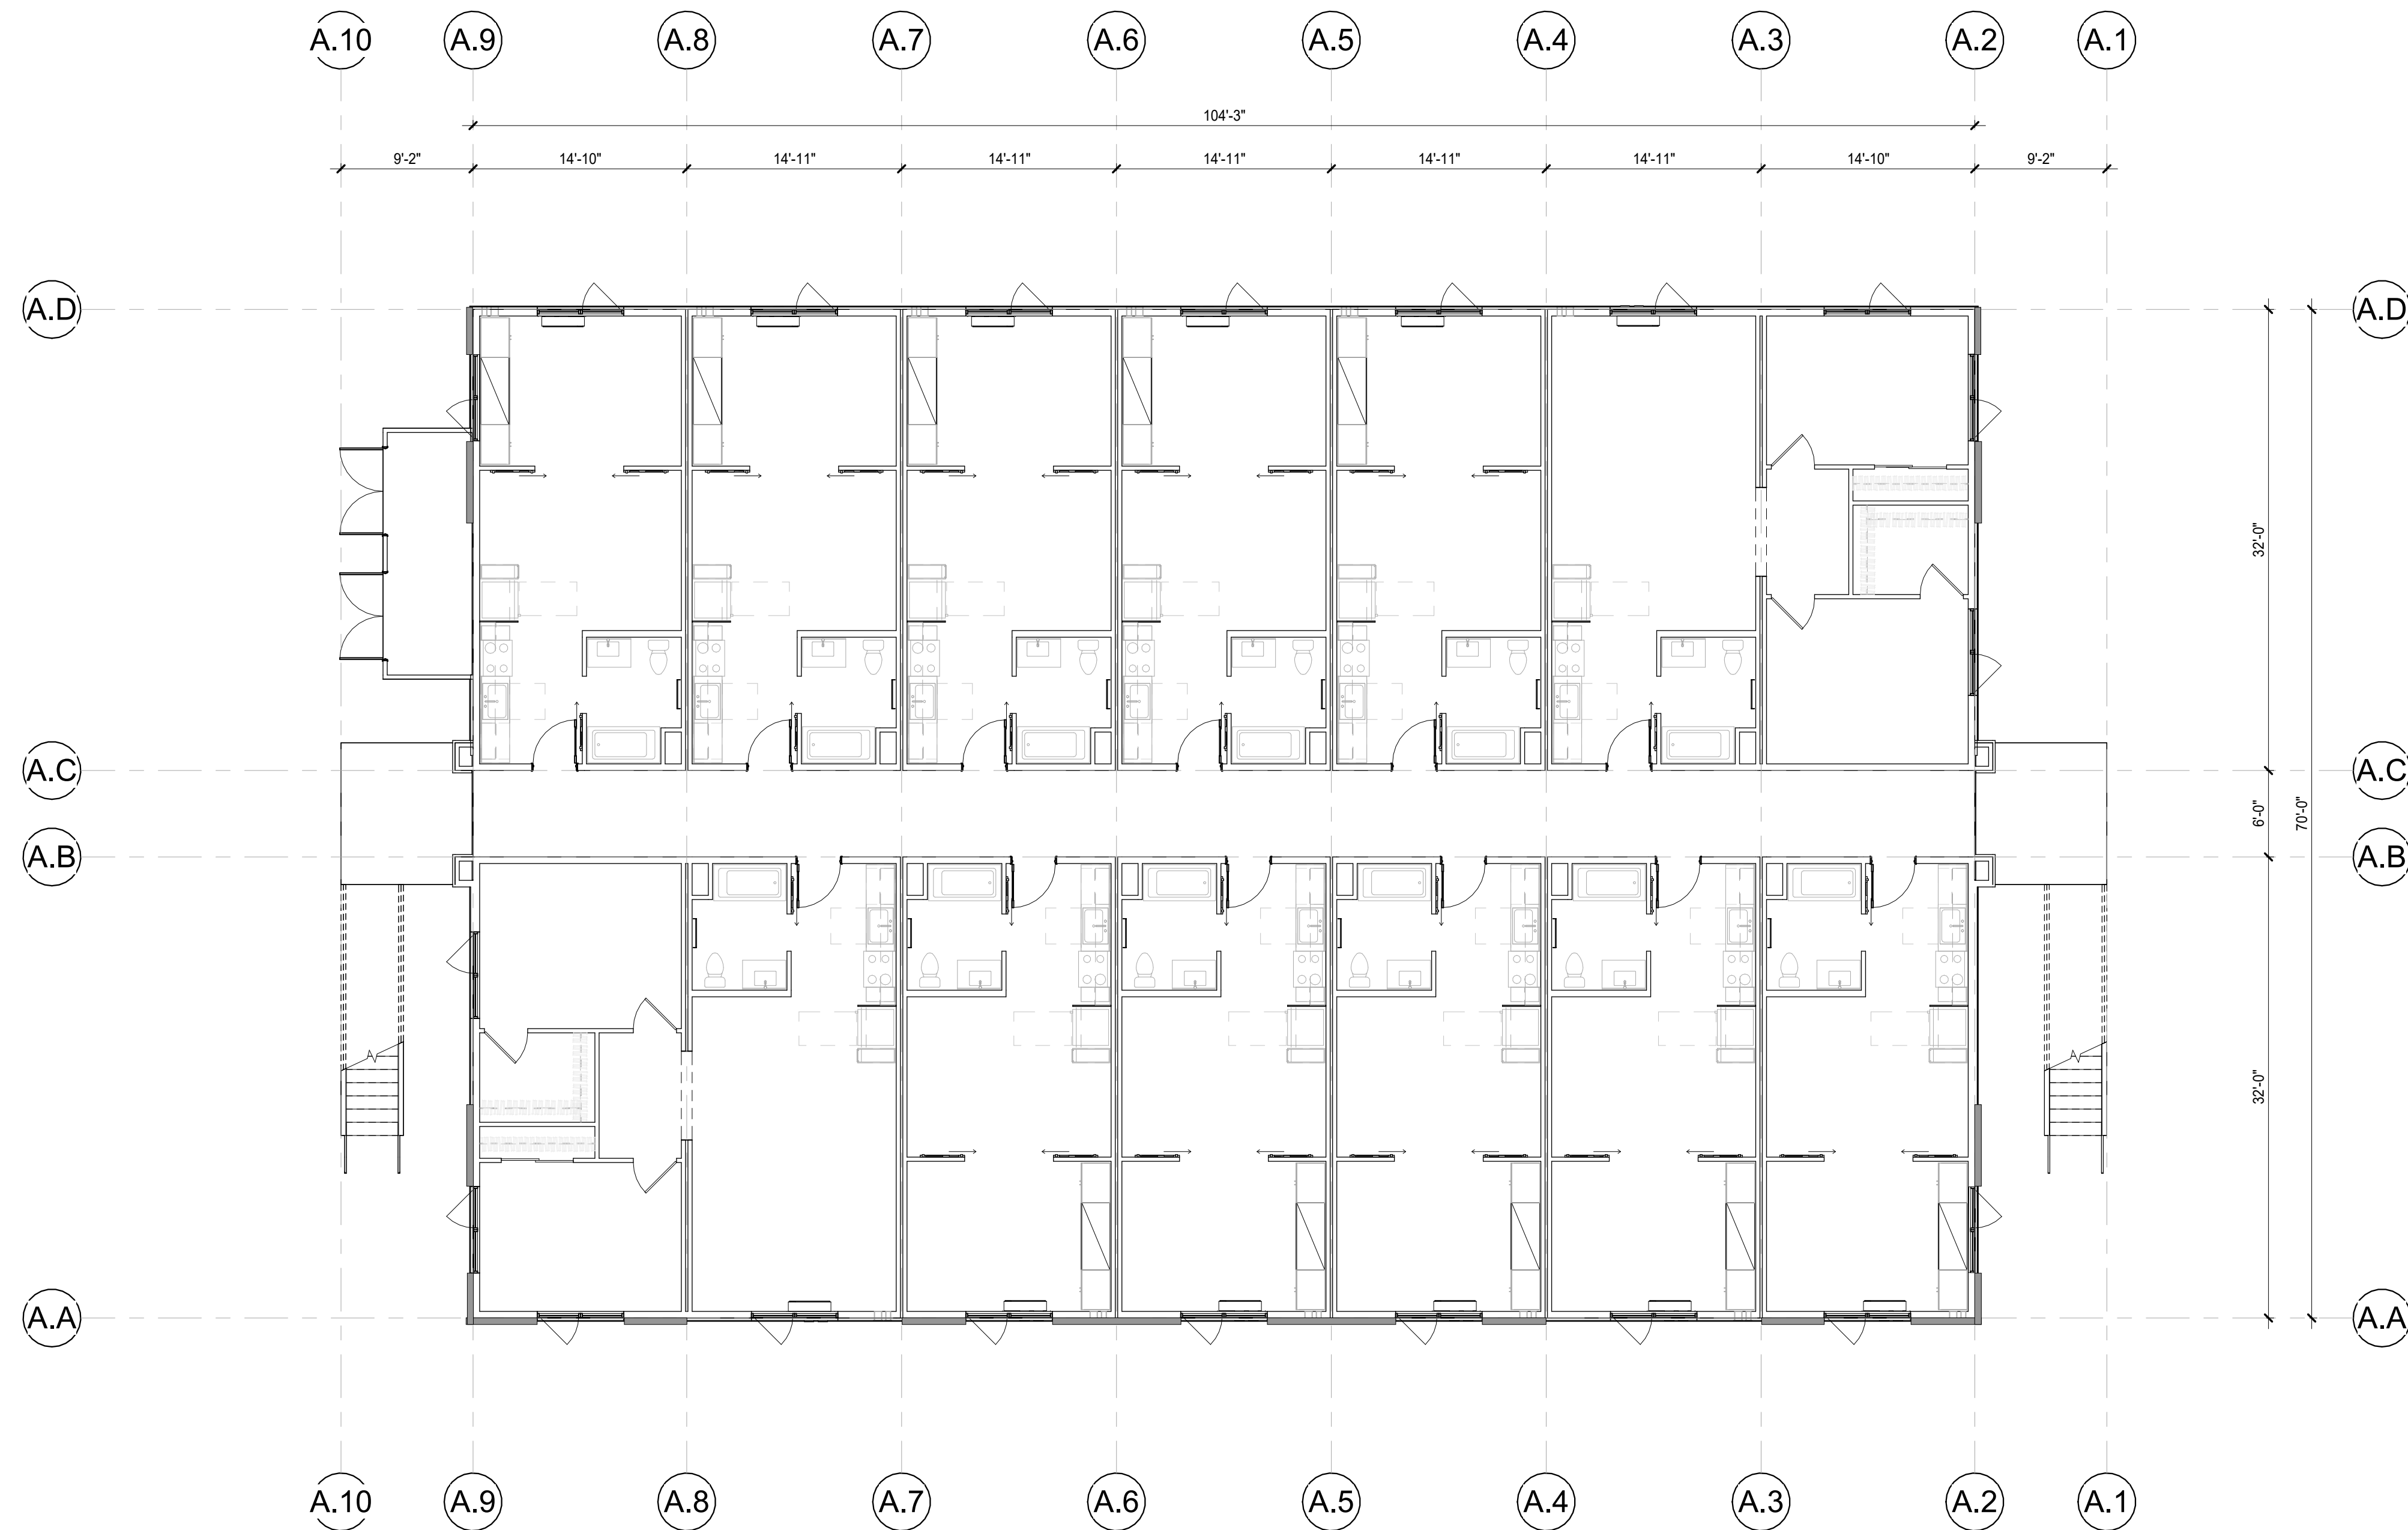 A.10 A.9 A.8 A.7 A.6 A.5 A.4 A.3 A.2 A.1
104'-3"
9'-2" 14'-10" 14'-11" 14'-11" 14'-11" 14'-11" 14'-11" 14'-10" 9'-2"
A.D A.D
32'-0"
A.C A.C
6'-0" 70'-0"
A.B A.B
32'-0"
A.A A.A
A.10 A.9 A.8 A.7 A.6 A.5 A.4 A.3 A.2 A.1